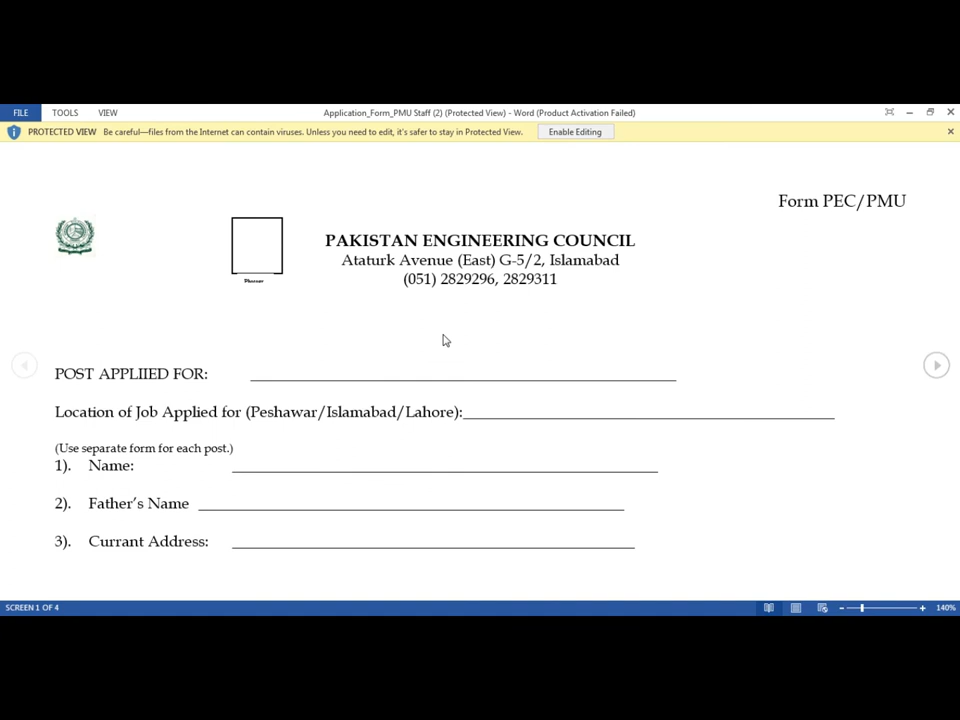 FILE TOOLS VIEW Application_Form_PMU Staff (2) (Protected View) - Word (Product Activation Failed)
PROTECTED VIEW Be careful—files from the Internet can contain viruses. Unless you need to edit, it's safer to stay in Protected View. Enable Editing
Form PEC/PMU
PAKISTAN ENGINEERING COUNCIL
Ataturk Avenue (East) G-5/2, Islamabad
(051) 2829296, 2829311
POST APPLIIED FOR:
Location of Job Applied for (Peshawar/Islamabad/Lahore):
(Use separate form for each post.)
1). Name:
2). Father's Name
3). Currant Address:
SCREEN 1 OF 4 140%